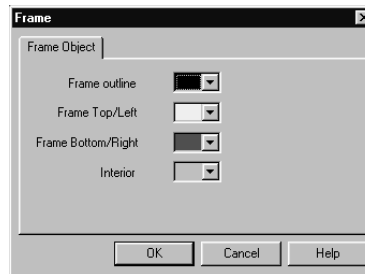 Frame
Frame Object
Frame outline
Frame Top/Left
Frame Bottom/Right
Interior
OK Cancel Help